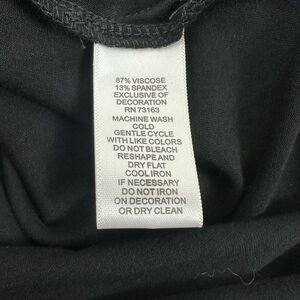 87% VISCOSE
13% SPANDEX
EXCLUSIVE OF
DECORATION
RN 73163
MACHINE WASH
COLD
GENTLE CYCLE
WITH LIKE COLORS
DO NOT BLEACH
RESHAPE AND
DRY FLAT
COOL IRON
IF NECESSARY
DO NOT IRON
ON DECORATION
OR DRY CLEAN